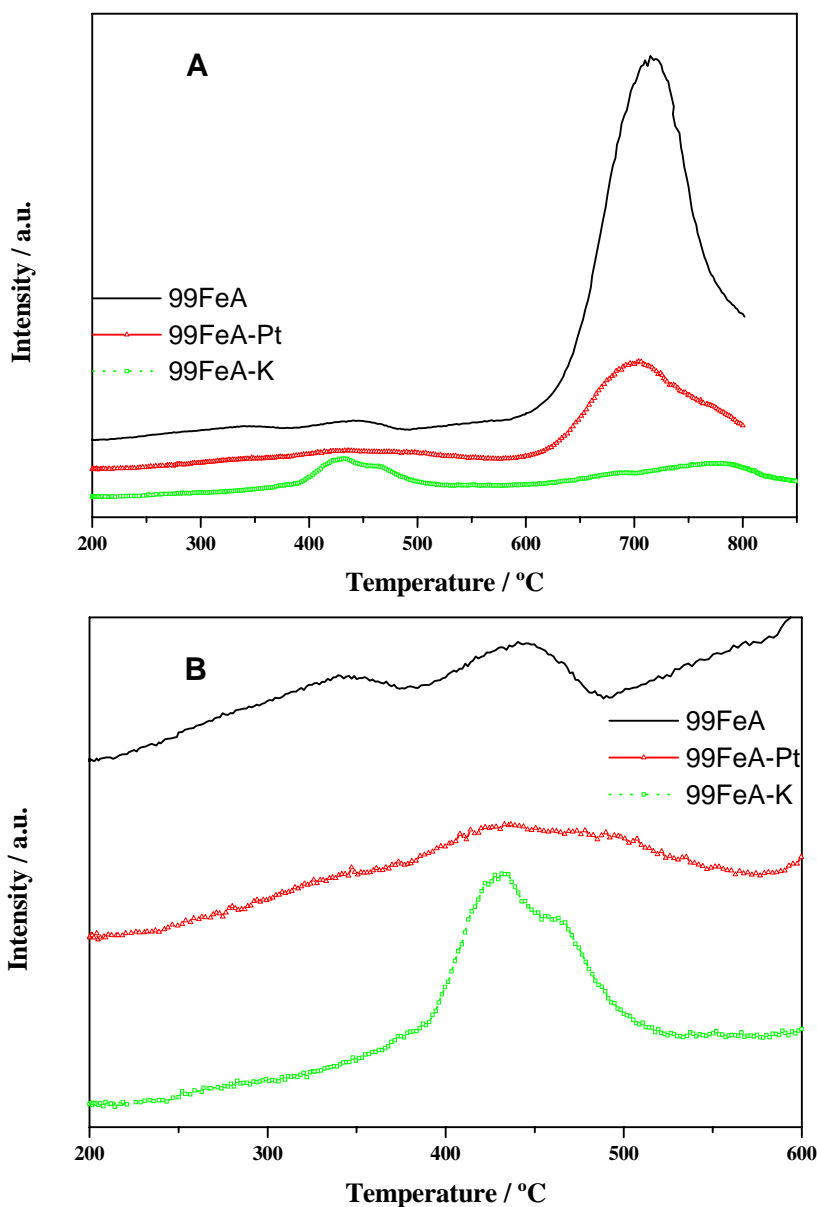 A
Intensity / a.u.
99FeA
99FeA-Pt
99FeA-K
200 300 400 500 600 700 800
Temperature / ºC
B
Intensity / a.u.
99FeA
99FeA-Pt
99FeA-K
200 300 400 500 600
Temperature / ºC